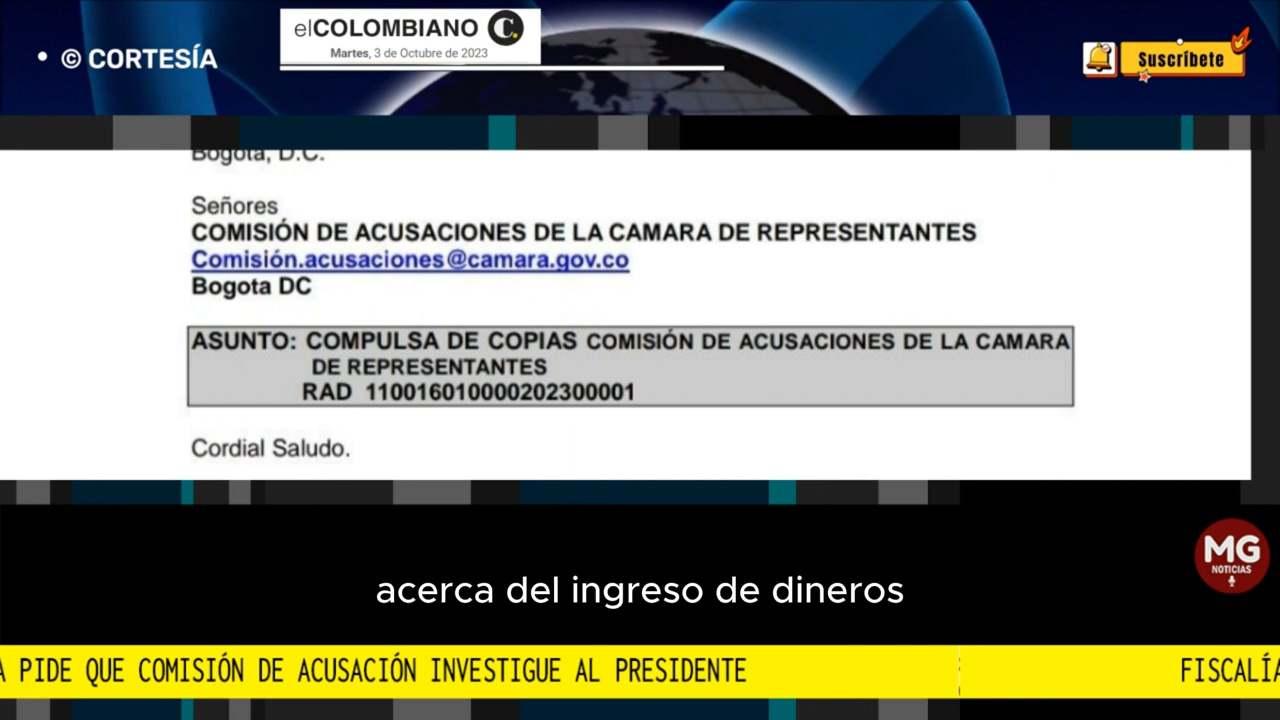 • © CORTESÍA
elCOLOMBIANO C.
Martes, 3 de Octubre de 2023
Suscríbete
Bogotá, D.C.
Señores
COMISIÓN DE ACUSACIONES DE LA CAMARA DE REPRESENTANTES
Comisión.acusaciones@camara.gov.co
Bogota DC
ASUNTO: COMPULSA DE COPIAS COMISIÓN DE ACUSACIONES DE LA CAMARA
DE REPRESENTANTES
RAD 110016010000202300001
Cordial Saludo.
MG
NOTICIAS
acerca del ingreso de dineros
A PIDE QUE COMISIÓN DE ACUSACIÓN INVESTIGUE AL PRESIDENTE FISCALÍA